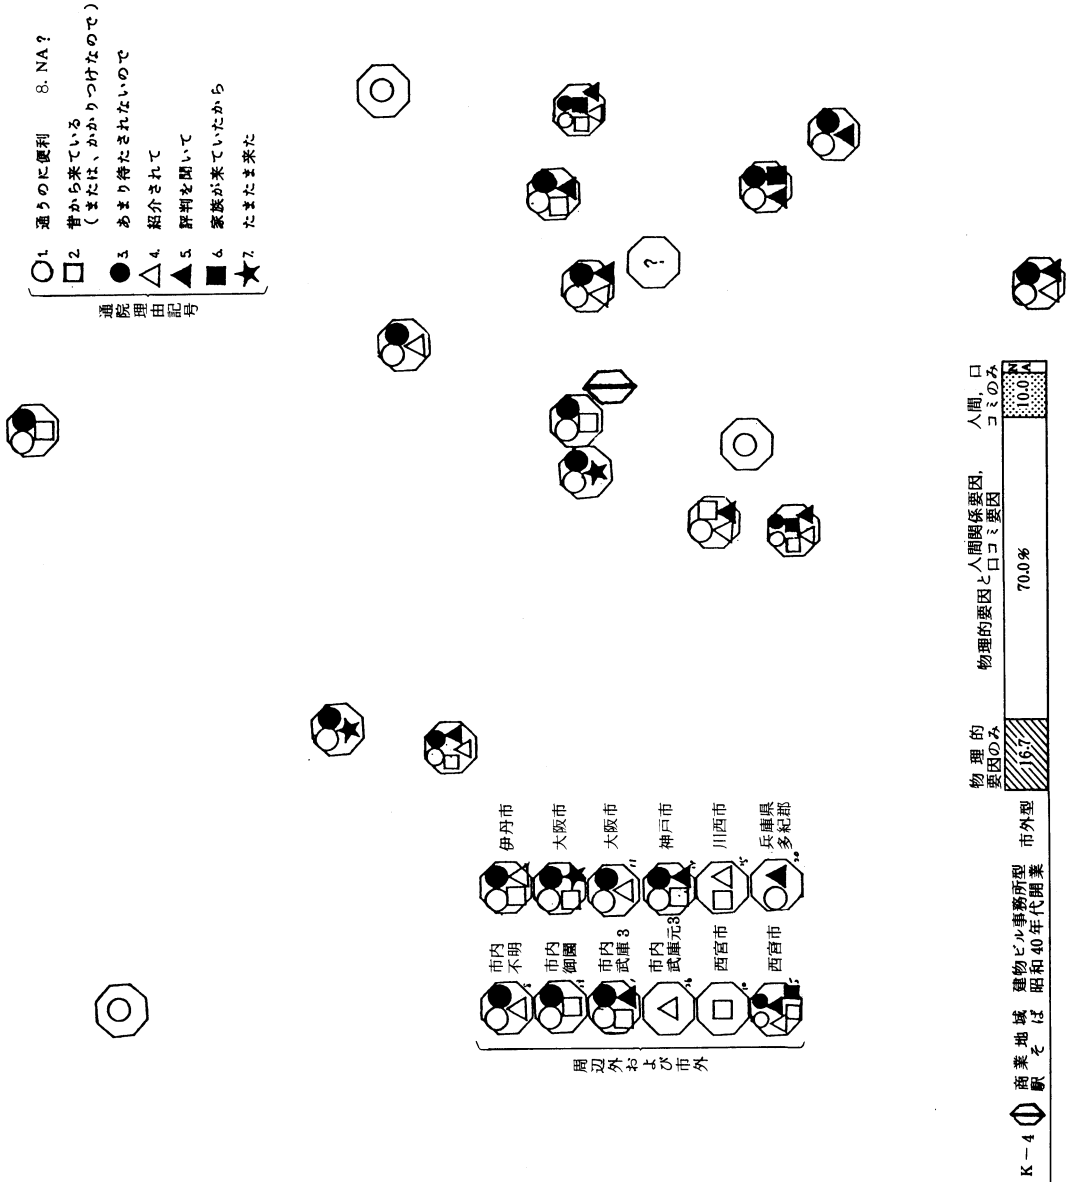 通院理由記号
1. 通うのに便利　8. NA?
2. 昔から来ている
（または、かかりつけなので）
3. あまり待たされないので
4. 紹介されて
5. 評判を聞いて
6. 家族が来ていたから
7. たまたま来た
?
周辺外および市外
市内
不明
市内
御園
市内
武庫3
市内
武庫元3
西宮市
西宮市
伊丹市
大阪市
大阪市
神戸市
川西市
兵庫県
多紀郡
K－4
商業地域　建物ビル事務所型　市外型
駅そば　昭和40年代開業
物理的
要因のみ
物理的要因と人間関係要因,
口コミ要因
人間, 口
コミのみ
16.7
70.0%
10.0
NA